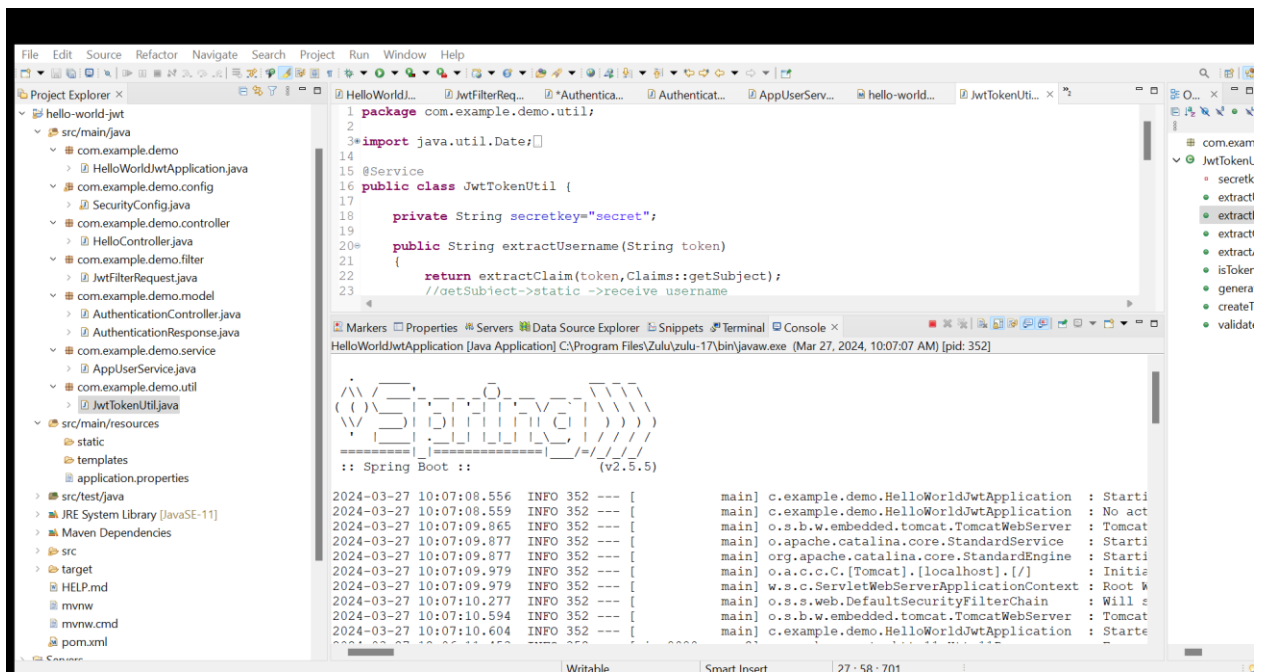 File Edit Source Refactor Navigate Search Project Run Window Help
Project Explorer
hello-world-jwt
src/main/java
com.example.demo
HelloWorldJwtApplication.java
com.example.demo.config
SecurityConfig.java
com.example.demo.controller
HelloController.java
com.example.demo.filter
JwtFilterRequest.java
com.example.demo.model
AuthenticationController.java
AuthenticationResponse.java
com.example.demo.service
AppUserService.java
com.example.demo.util
JwtTokenUtil.java
src/main/resources
static
templates
application.properties
src/test/java
JRE System Library [JavaSE-11]
Maven Dependencies
src
target
HELP.md
mvnw
mvnw.cmd
pom.xml
HelloWorldJ... JwtFilterReq... *Authentica... Authenticat... AppUserServ... hello-world... JwtTokenUti... 2
1 package com.example.demo.util;
2
3 import java.util.Date;
14
15 @Service
16 public class JwtTokenUtil {
17
18 private String secretkey="secret";
19
20 public String extractUsername(String token)
21 {
22 return extractClaim(token,Claims::getSubject);
23 //getSubject->static ->receive username
Markers Properties Servers Data Source Explorer Snippets Terminal Console
HelloWorldJwtApplication [Java Application] C:\Program Files\Zulu\zulu-17\bin\javaw.exe (Mar 27, 2024, 10:07:07 AM) [pid: 352]
Spring
:: Spring Boot :: (v2.5.5)
2024-03-27 10:07:08.556 INFO 352 --- [ main] c.example.demo.HelloWorldJwtApplication : Starti
2024-03-27 10:07:08.559 INFO 352 --- [ main] c.example.demo.HelloWorldJwtApplication : No act
2024-03-27 10:07:09.865 INFO 352 --- [ main] o.s.b.w.embedded.tomcat.TomcatWebServer : Tomcat
2024-03-27 10:07:09.877 INFO 352 --- [ main] o.apache.catalina.core.StandardService : Starti
2024-03-27 10:07:09.877 INFO 352 --- [ main] org.apache.catalina.core.StandardEngine : Starti
2024-03-27 10:07:09.979 INFO 352 --- [ main] o.a.c.c.C.[Tomcat].[localhost].[/] : Initia
2024-03-27 10:07:09.979 INFO 352 --- [ main] w.s.c.ServletWebServerApplicationContext : Root W
2024-03-27 10:07:10.277 INFO 352 --- [ main] o.s.s.web.DefaultSecurityFilterChain : Will s
2024-03-27 10:07:10.594 INFO 352 --- [ main] o.s.b.w.embedded.tomcat.TomcatWebServer : Tomcat
2024-03-27 10:07:10.604 INFO 352 --- [ main] c.example.demo.HelloWorldJwtApplication : Starte
O...
com.exam
JwtTokenU
secretk
extractU
extractE
extractC
extractA
isToken
genera
createT
validate
Writable Smart Insert 27 : 58 : 701